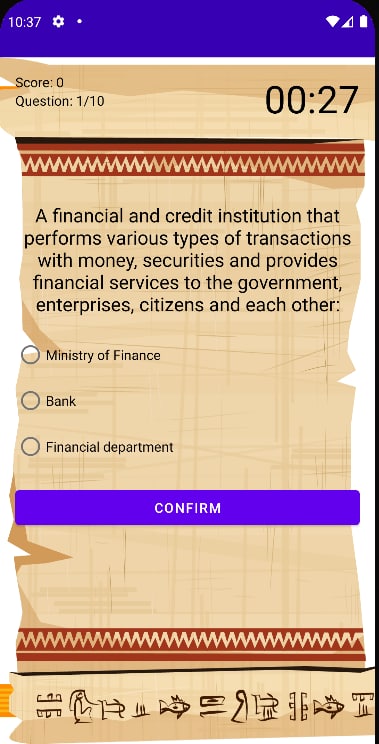 10:37
Score: 0
Question: 1/10
00:27
A financial and credit institution that
performs various types of transactions
with money, securities and provides
financial services to the government,
enterprises, citizens and each other:
Ministry of Finance
Bank
Financial department
CONFIRM